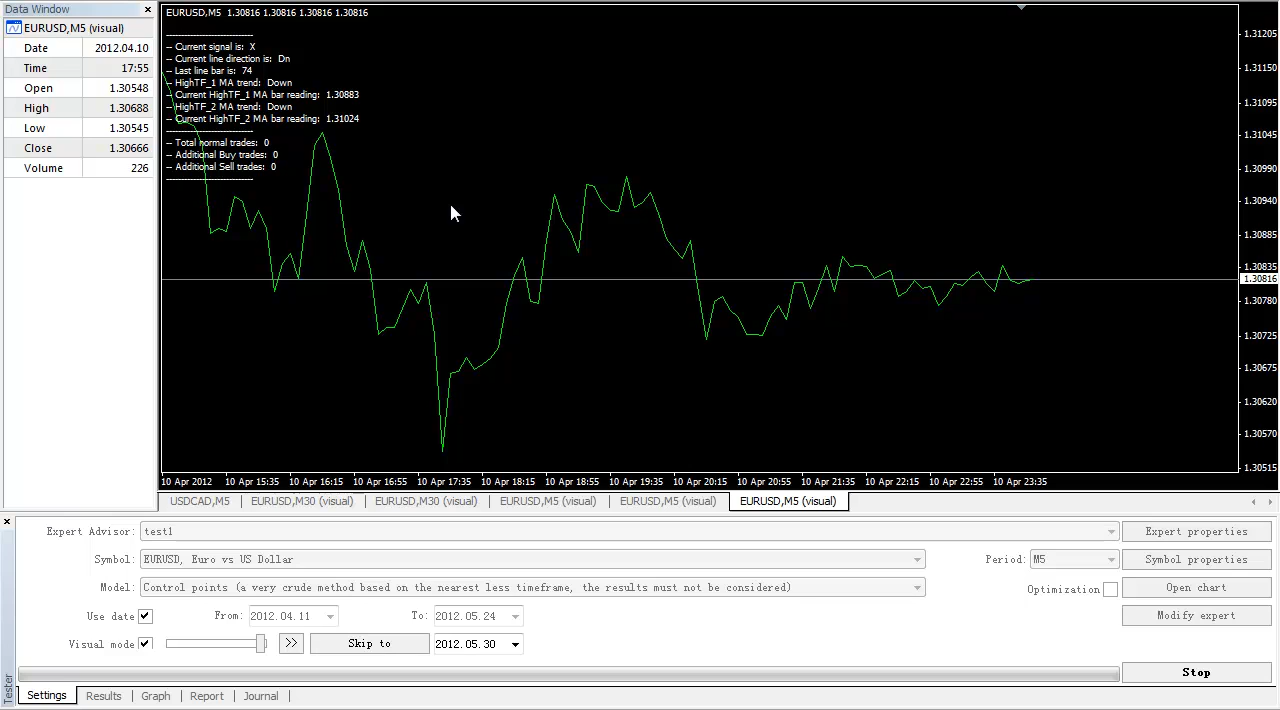 Data Window
EURUSD,M5 (visual)
Date 2012.04.10
Time 17:55
Open 1.30548
High 1.30688
Low 1.30545
Close 1.30666
Volume 226
EURUSD,M5 1.30816 1.30816 1.30816 1.30816
-- Current signal is: X
-- Current line direction is: Dn
-- Last line bar is: 74
-- HighTF_1 MA trend: Down
-- Current HighTF_1 MA bar reading: 1.30883
-- HighTF_2 MA trend: Down
-- Current HighTF_2 MA bar reading: 1.31024
-- Total normal trades: 0
-- Additional Buy trades: 0
-- Additional Sell trades: 0
1.31205
1.31150
1.31095
1.31045
1.30990
1.30940
1.30885
1.30835
1.30816
1.30780
1.30725
1.30675
1.30620
1.30570
1.30515
10 Apr 2012 10 Apr 15:35 10 Apr 16:15 10 Apr 16:55 10 Apr 17:35 10 Apr 18:15 10 Apr 18:55 10 Apr 19:35 10 Apr 20:15 10 Apr 20:55 10 Apr 21:35 10 Apr 22:15 10 Apr 22:55 10 Apr 23:35
USDCAD,M5 EURUSD,M30 (visual) EURUSD,M30 (visual) EURUSD,M5 (visual) EURUSD,M5 (visual) EURUSD,M5 (visual)
Expert Advisor: test1 Expert properties
Symbol: EURUSD, Euro vs US Dollar Period: M5 Symbol properties
Model: Control points (a very crude method based on the nearest less timeframe, the results must not be considered) Optimization Open chart
Use date From: 2012.04.11 To: 2012.05.24 Modify expert
Visual mode >> Skip to 2012.05.30
Stop
Tester
Settings Results Graph Report Journal